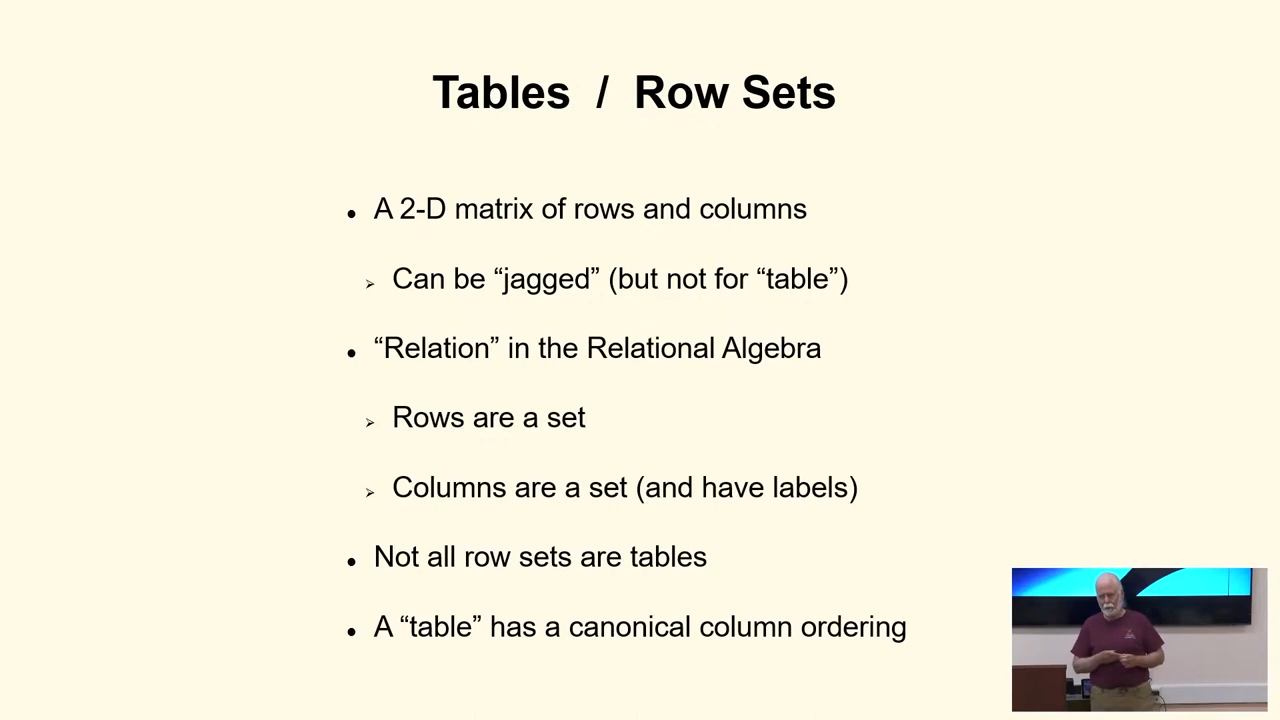 Tables / Row Sets
• A 2-D matrix of rows and columns
➢ Can be “jagged” (but not for “table”)
• “Relation” in the Relational Algebra
➢ Rows are a set
➢ Columns are a set (and have labels)
• Not all row sets are tables
• A “table” has a canonical column ordering